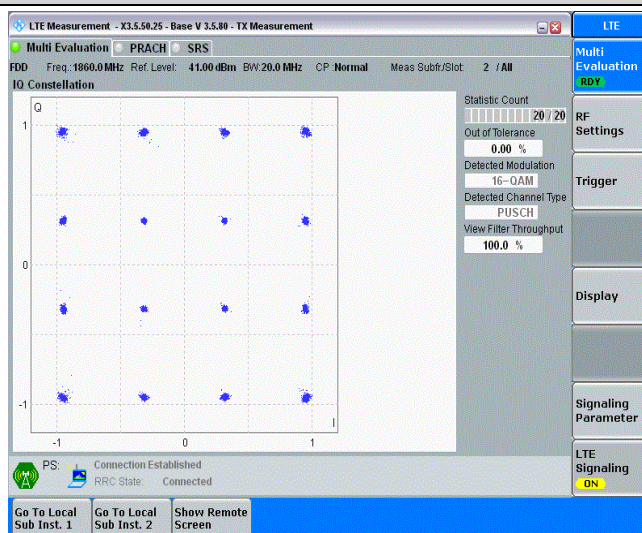 LTE Measurement - X3.5.50.25 - Base V 3.5.80 - TX Measurement
LTE
Multi Evaluation PRACH SRS
Multi
Evaluation
RDY
FDD Freq.:1860.0 MHz Ref. Level: 41.00 dBm BW:20.0 MHz CP :Normal Meas Subfr./Slot: 2 / All
IQ Constellation
Q
1
0
-1
-1 0 1
I
Statistic Count
20 / 20
Out of Tolerance
0.00 %
Detected Modulation
16-QAM
Detected Channel Type
PUSCH
View Filter Throughput
100.0 %
RF
Settings
Trigger
Display
Signaling
Parameter
LTE
Signaling
ON
PS: Connection Established
RRC State: Connected
Go To Local
Sub Inst. 1
Go To Local
Sub Inst. 2
Show Remote
Screen